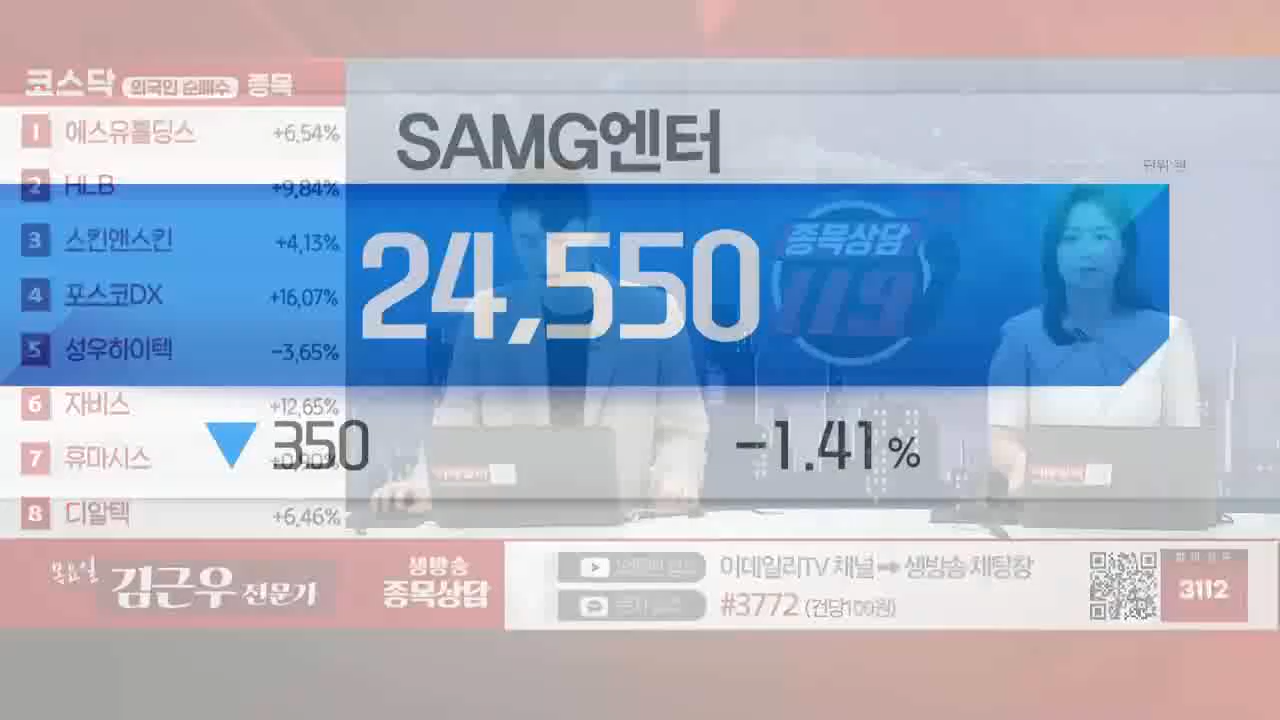 코스닥 외국인 순매수 종목
1 에스유홀딩스 +6,54%
2 HLB +9,84%
3 스킨앤스킨 +4,13%
4 포스코DX +16,07%
5 성우하이텍 -3,65%
6 자비스 +12,65%
7 휴마시스
8 디알텍 +6,46%
SAMG엔터
단위:원
24,550
▼ 350 -1.41%
종목상담
119
목요일 김근우 전문가
생방송
종목상담
이데일리TV 채널 ➡ 생방송 채팅창
#3772 (건당100원)
3112